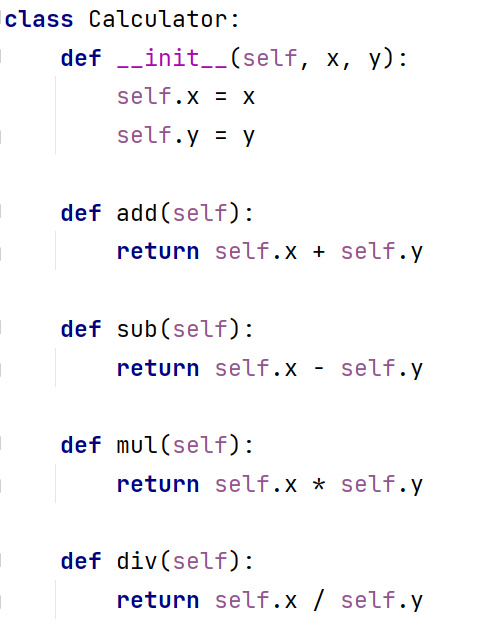 class Calculator:
    def __init__(self, x, y):
        self.x = x
        self.y = y

    def add(self):
        return self.x + self.y

    def sub(self):
        return self.x - self.y

    def mul(self):
        return self.x * self.y

    def div(self):
        return self.x / self.y